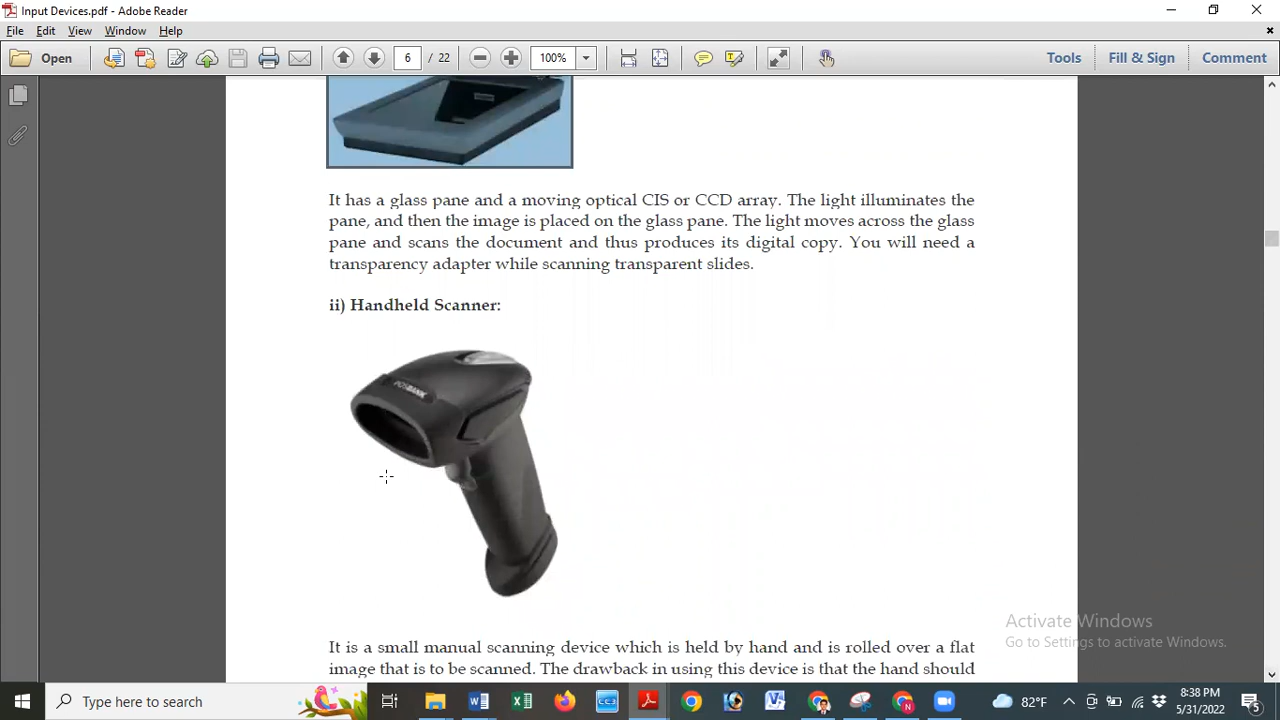 Input Devices.pdf - Adobe Reader
File Edit View Window Help
Open 6 / 22 100% Tools Fill & Sign Comment
It has a glass pane and a moving optical CIS or CCD array. The light illuminates the
pane, and then the image is placed on the glass pane. The light moves across the glass
pane and scans the document and thus produces its digital copy. You will need a
transparency adapter while scanning transparent slides.
ii) Handheld Scanner:
POSBANK
It is a small manual scanning device which is held by hand and is rolled over a flat
image that is to be scanned. The drawback in using this device is that the hand should
Activate Windows
Go to Settings to activate Windows.
Type here to search
82°F
8:38 PM
5/31/2022
5